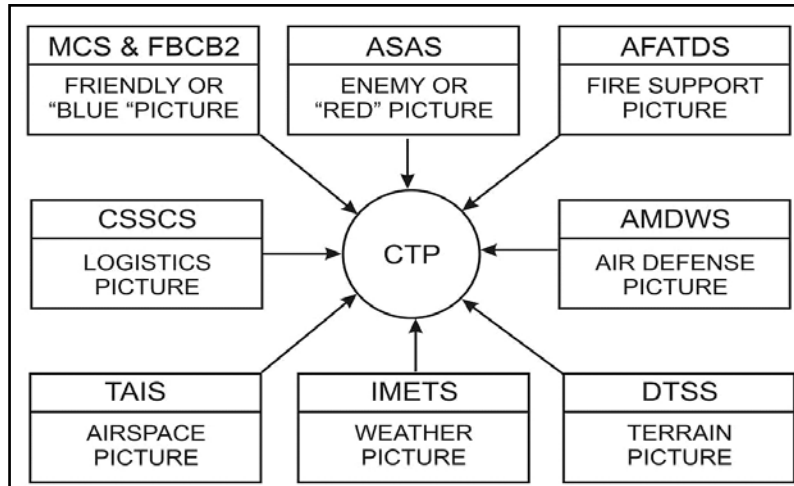 MCS & FBCB2
FRIENDLY OR
“BLUE “PICTURE
ASAS
ENEMY OR
“RED” PICTURE
AFATDS
FIRE SUPPORT
PICTURE
CSSCS
LOGISTICS
PICTURE
CTP
AMDWS
AIR DEFENSE
PICTURE
TAIS
AIRSPACE
PICTURE
IMETS
WEATHER
PICTURE
DTSS
TERRAIN
PICTURE